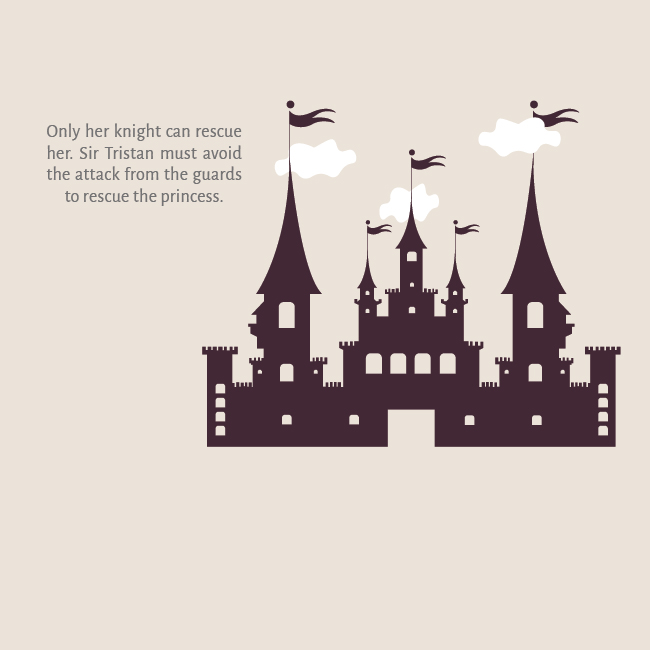 Only her knight can rescue
her. Sir Tristan must avoid
the attack from the guards
to rescue the princess.